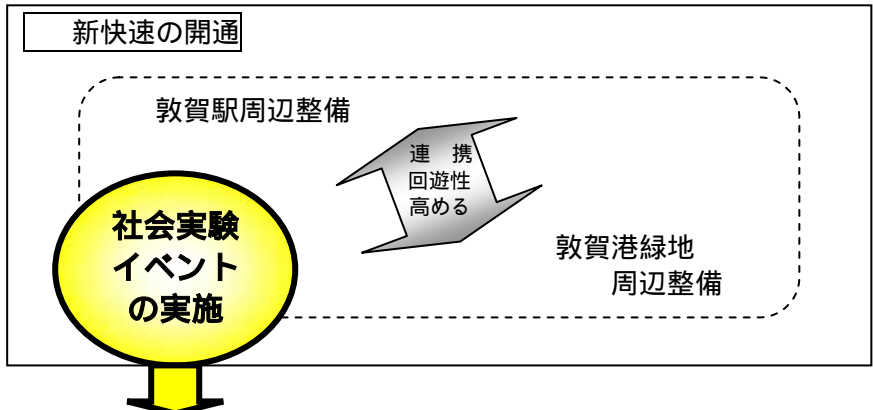 新快速の開通
敦賀駅周辺整備
連　携
回遊性
高める
社会実験
イベント
の実施
敦賀港緑地
周辺整備